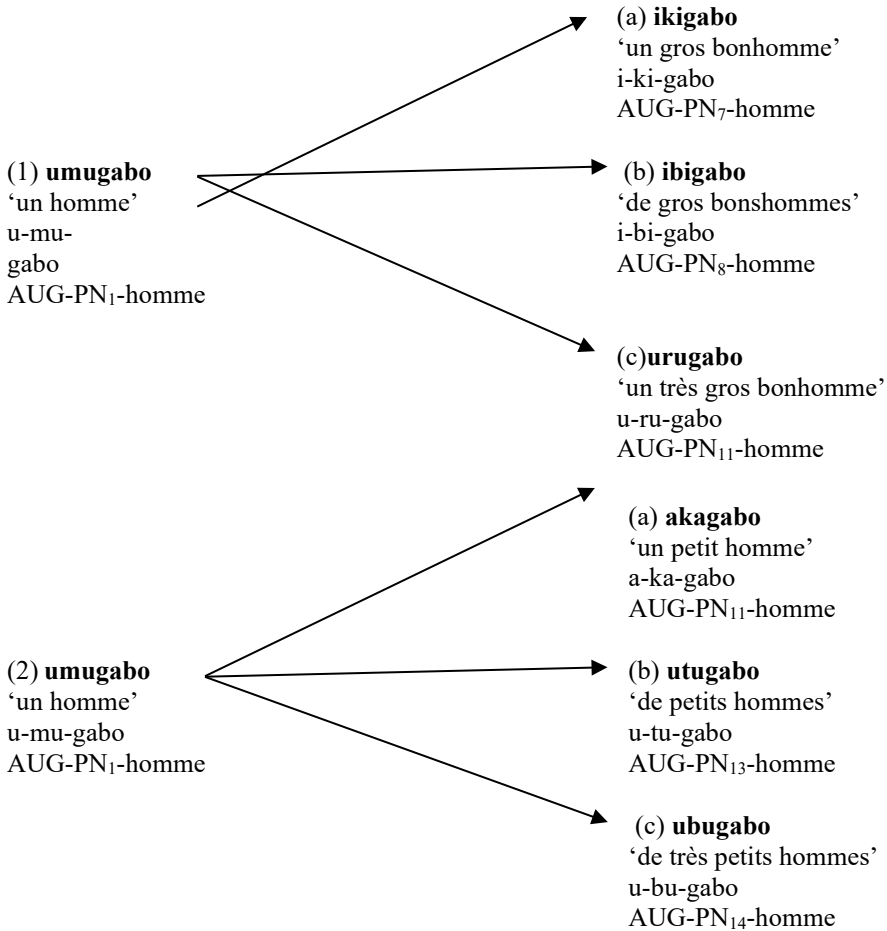 (1) umugabo
‘un homme’
u-mu-
gabo
AUG-PN₁-homme
(a) ikigabo
‘un gros bonhomme’
i-ki-gabo
AUG-PN₇-homme
(b) ibigabo
‘de gros bonshommes’
i-bi-gabo
AUG-PN₈-homme
(c)urugabo
‘un très gros bonhomme’
u-ru-gabo
AUG-PN₁₁-homme
(2) umugabo
‘un homme’
u-mu-gabo
AUG-PN₁-homme
(a) akagabo
‘un petit homme’
a-ka-gabo
AUG-PN₁₁-homme
(b) utugabo
‘de petits hommes’
u-tu-gabo
AUG-PN₁₃-homme
(c) ubugabo
‘de très petits hommes’
u-bu-gabo
AUG-PN₁₄-homme